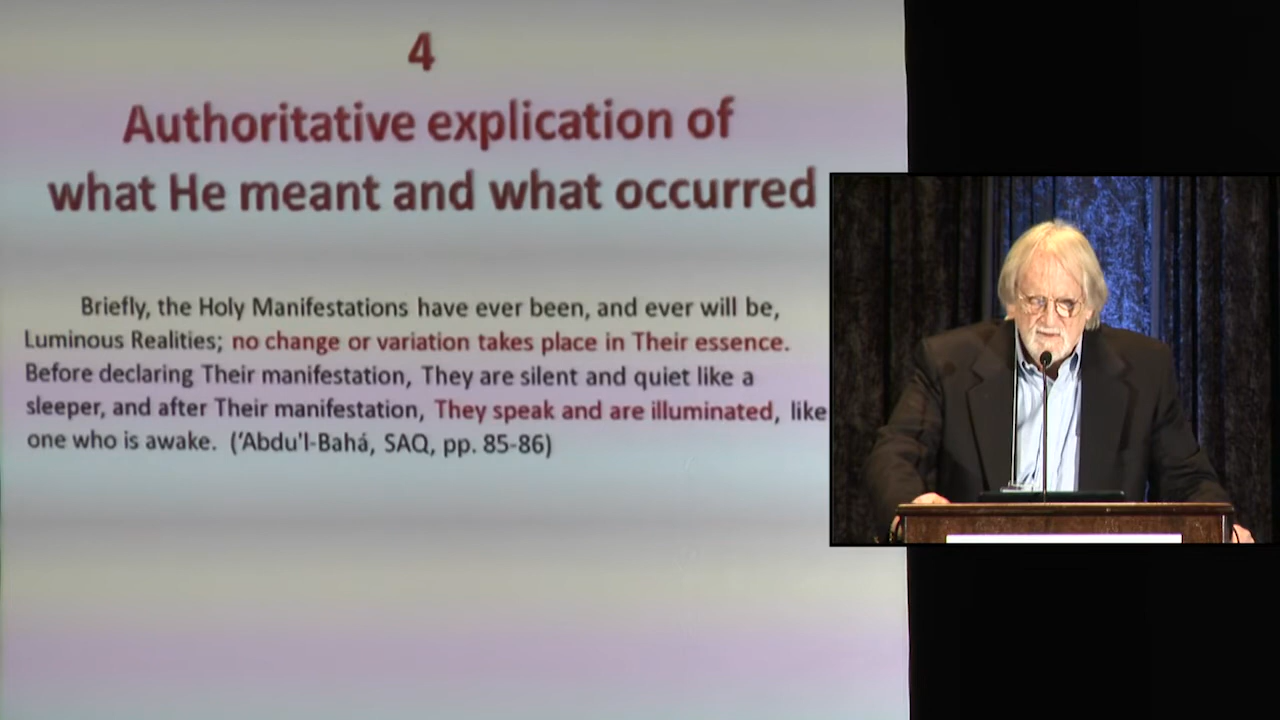 4
Authoritative explication of
what He meant and what occurred
Briefly, the Holy Manifestations have ever been, and ever will be,
Luminous Realities; no change or variation takes place in Their essence.
Before declaring Their manifestation, They are silent and quiet like a
sleeper, and after Their manifestation, They speak and are illuminated, like
one who is awake. (‘Abdu'l-Bahá, SAQ, pp. 85-86)